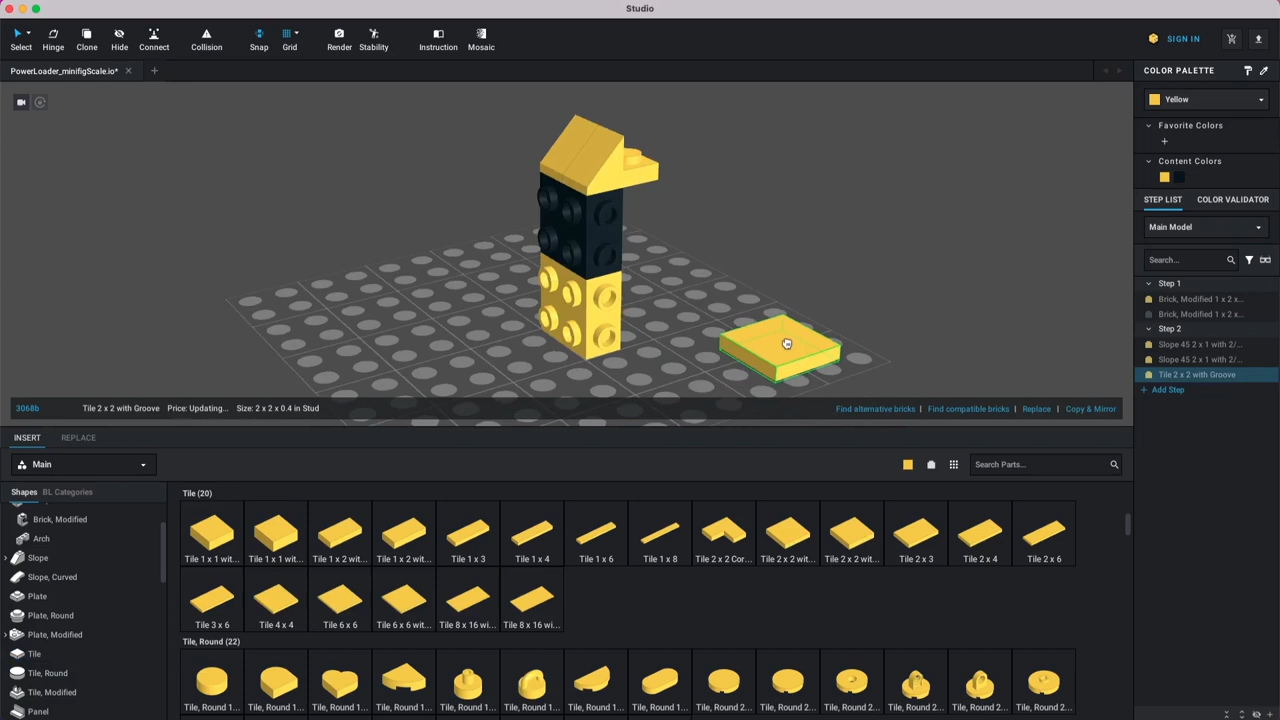 Studio
Select Hinge Clone Hide Connect Collision Snap Grid Render Stability Instruction Mosaic SIGN IN
PowerLoader_minifigScale.io*
COLOR PALETTE
Yellow
Favorite Colors
Content Colors
STEP LIST COLOR VALIDATOR
Main Model
Search...
Step 1
Brick, Modified 1 x 2 x...
Brick, Modified 1 x 2 x...
Step 2
Slope 45 2 x 1 with 2/...
Slope 45 2 x 1 with 2/...
Tile 2 x 2 with Groove
+ Add Step
3068b Tile 2 x 2 with Groove Price: Updating... Size: 2 x 2 x 0.4 in Stud Find alternative bricks | Find compatible bricks | Replace | Copy & Mirror
INSERT REPLACE
Main
Search Parts...
Shapes BL Categories
Brick, Modified
Arch
Slope
Slope, Curved
Plate
Plate, Round
Plate, Modified
Tile
Tile, Round
Tile, Modified
Panel
Tile (20)
Tile 1 x 1 wit... Tile 1 x 1 wit... Tile 1 x 2 wit... Tile 1 x 2 wit... Tile 1 x 3 Tile 1 x 4 Tile 1 x 6 Tile 1 x 8 Tile 2 x 2 Cor... Tile 2 x 2 wit... Tile 2 x 2 wit... Tile 2 x 3 Tile 2 x 4 Tile 2 x 6
Tile 3 x 6 Tile 4 x 4 Tile 6 x 6 Tile 6 x 6 wit... Tile 8 x 16 wi... Tile 8 x 16 wi...
Tile, Round (22)
Tile, Round 1... Tile, Round 1... Tile, Round 1... Tile, Round 1... Tile, Round 1... Tile, Round 1... Tile, Round 1... Tile, Round 1... Tile, Round 2... Tile, Round 2... Tile, Round 2... Tile, Round 2... Tile, Round 2... Tile, Round 2...